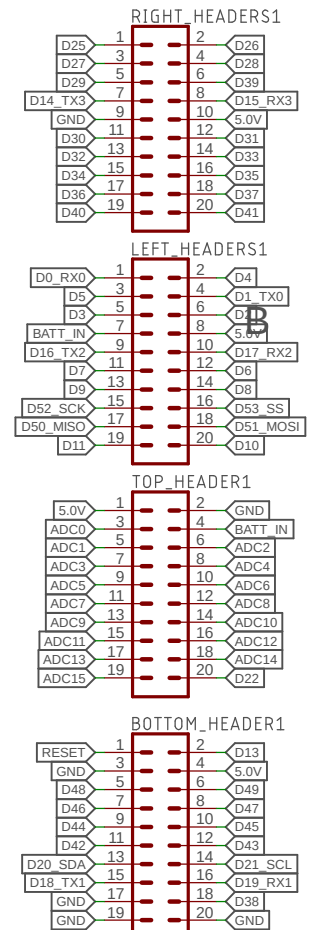 RIGHT_HEADERS1
D25 1 2 D26
D27 3 4 D28
D29 5 6 D39
D14_TX3 7 8 D15_RX3
GND 9 10 5.0V
D30 11 12 D31
D32 13 14 D33
D34 15 16 D35
D36 17 18 D37
D40 19 20 D41
LEFT_HEADERS1
D0_RX0 1 2 D4
D5 3 4 D1_TX0
D3 5 6 D2
B
BATT_IN 7 8 5.0V
D16_TX2 9 10 D17_RX2
D7 11 12 D6
D9 13 14 D8
D52_SCK 15 16 D53_SS
D50_MISO 17 18 D51_MOSI
D11 19 20 D10
TOP_HEADER1
5.0V 1 2 GND
ADC0 3 4 BATT_IN
ADC1 5 6 ADC2
ADC3 7 8 ADC4
ADC5 9 10 ADC6
ADC7 11 12 ADC8
ADC9 13 14 ADC10
ADC11 15 16 ADC12
ADC13 17 18 ADC14
ADC15 19 20 D22
BOTTOM_HEADER1
RESET 1 2 D13
GND 3 4 5.0V
D48 5 6 D49
D46 7 8 D47
D44 9 10 D45
D42 11 12 D43
D20_SDA 13 14 D21_SCL
D18_TX1 15 16 D19_RX1
GND 17 18 D38
GND 19 20 GND